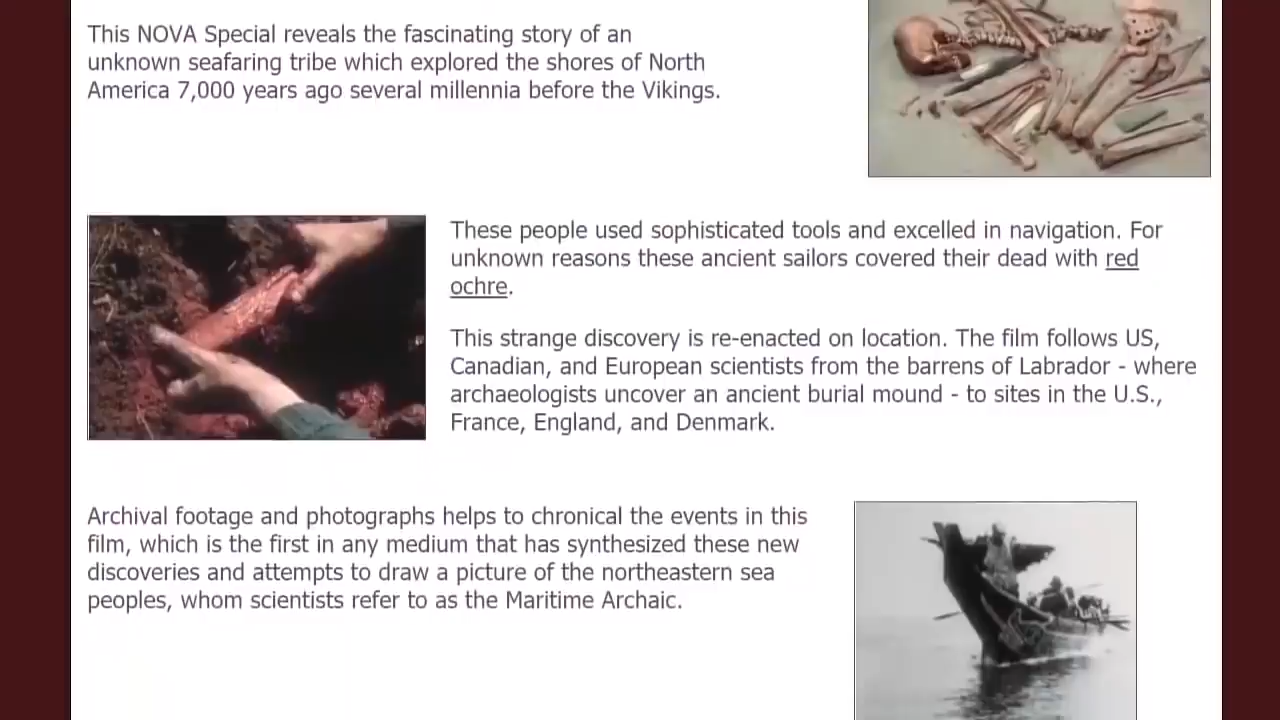 This NOVA Special reveals the fascinating story of an
unknown seafaring tribe which explored the shores of North
America 7,000 years ago several millennia before the Vikings.
These people used sophisticated tools and excelled in navigation. For
unknown reasons these ancient sailors covered their dead with red
ochre.
This strange discovery is re-enacted on location. The film follows US,
Canadian, and European scientists from the barrens of Labrador - where
archaeologists uncover an ancient burial mound - to sites in the U.S.,
France, England, and Denmark.
Archival footage and photographs helps to chronical the events in this
film, which is the first in any medium that has synthesized these new
discoveries and attempts to draw a picture of the northeastern sea
peoples, whom scientists refer to as the Maritime Archaic.